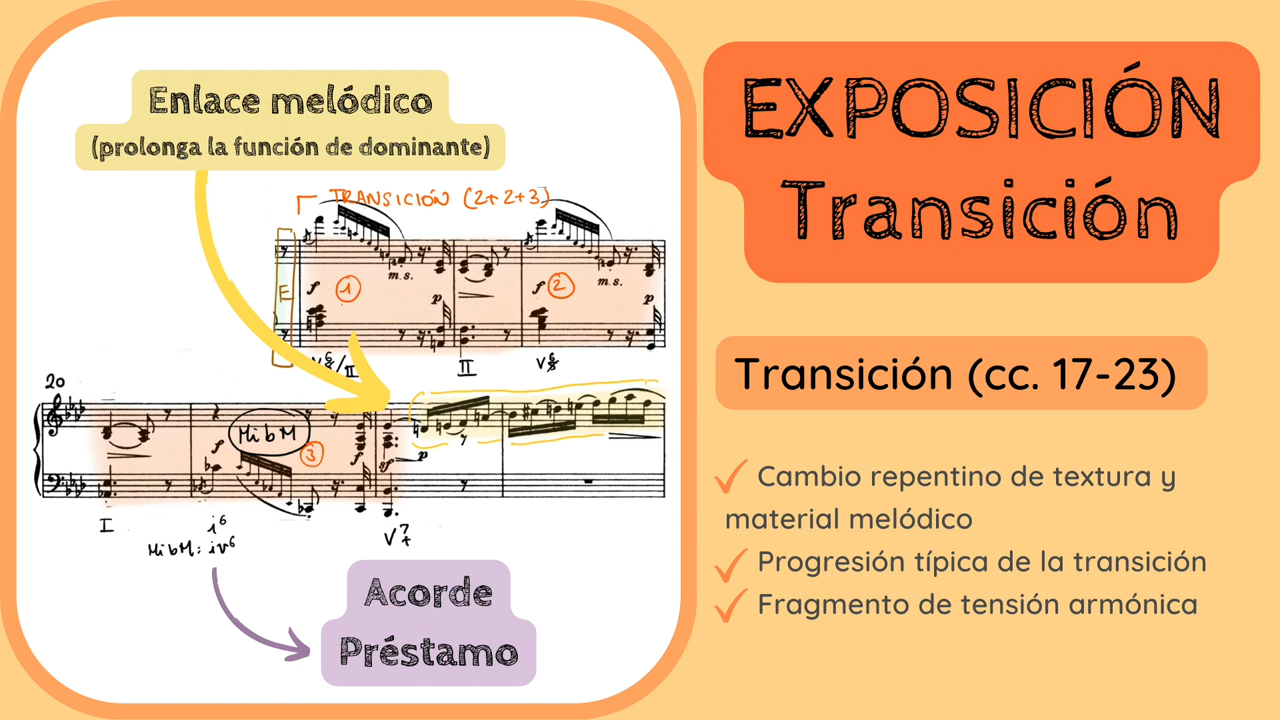 Enlace melódico
(prolonga la función de dominante)
TRANSICIÓN (2+2+3)
E
f
1
m.s.
p
f
2
m.s.
p
V6/5/II
II
V6/5
20
MibM
f
3
f
sf
p
I
i6
MibM: iv6
V7/+
Acorde
Préstamo
EXPOSICIÓN
Transición
Transición (cc. 17-23)
✓ Cambio repentino de textura y
material melódico
✓ Progresión típica de la transición
✓ Fragmento de tensión armónica